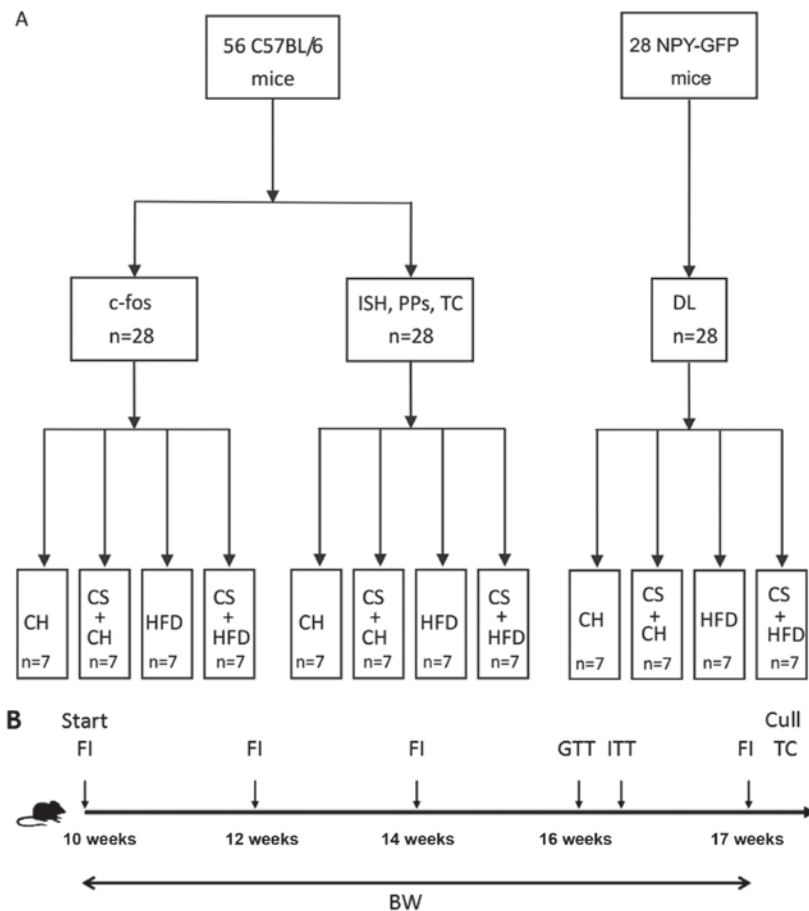 A
56 C57BL/6
mice
28 NPY-GFP
mice
c-fos
n=28
ISH, PPs, TC
n=28
DL
n=28
CH
n=7
CS
+
CH
n=7
HFD
n=7
CS
+
HFD
n=7
CH
n=7
CS
+
CH
n=7
HFD
n=7
CS
+
HFD
n=7
CH
n=7
CS
+
CH
n=7
HFD
n=7
CS
+
HFD
n=7
B
Start
Cull
FI
FI
FI
GTT
ITT
FI
TC
10 weeks
12 weeks
14 weeks
16 weeks
17 weeks
BW